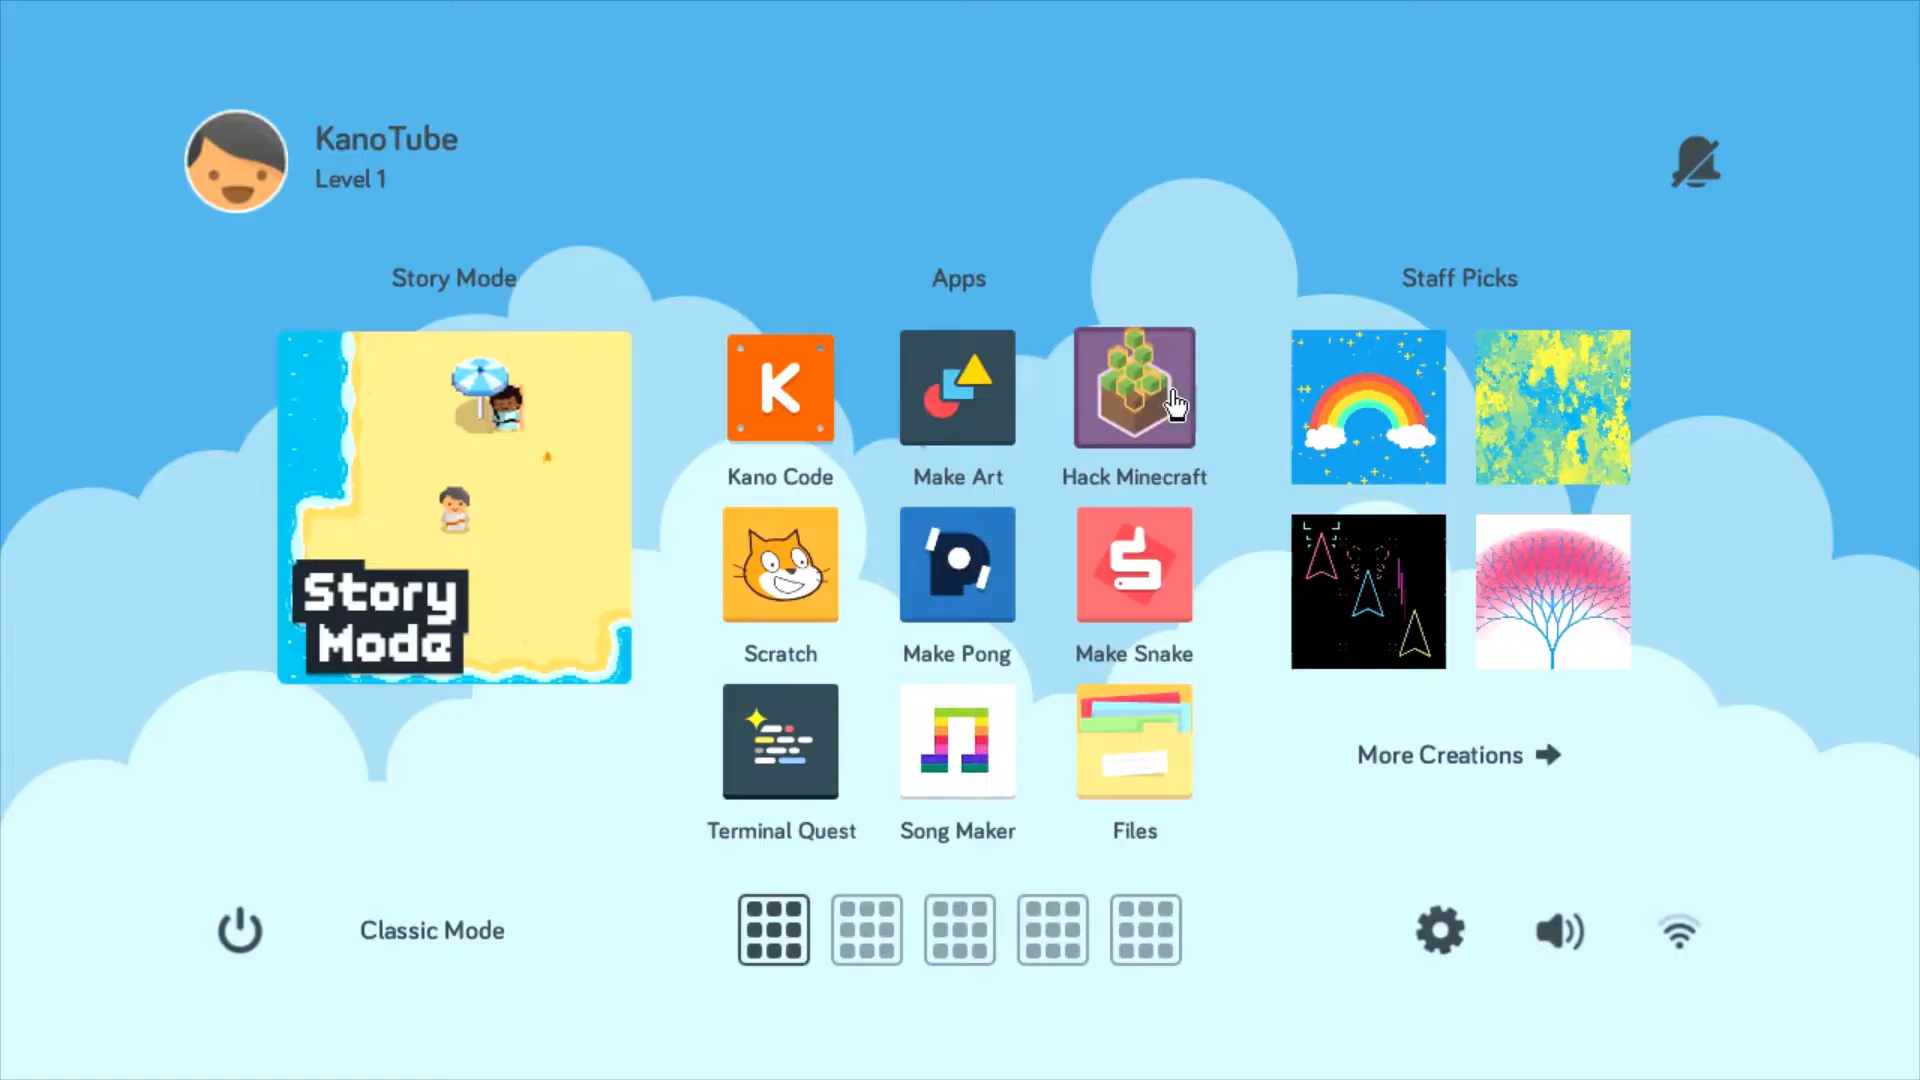 KanoTube
Level 1
Story Mode
Apps
Staff Picks
K
Kano Code
Make Art
Hack Minecraft
Story
Mode
Scratch
Make Pong
Make Snake
More Creations
Terminal Quest
Song Maker
Files
Classic Mode